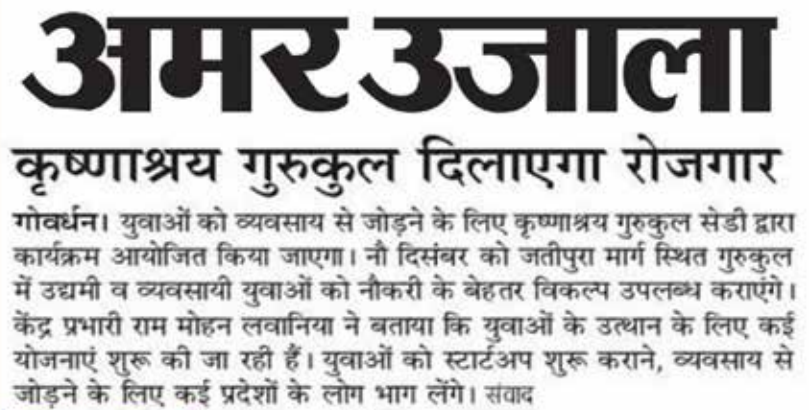 अमर उजाला
कृष्णाश्रय गुरुकुल दिलाएगा रोजगार
गोवर्धन। युवाओं को व्यवसाय से जोड़ने के लिए कृष्णाश्रय गुरुकुल सेडी द्वारा
कार्यक्रम आयोजित किया जाएगा। नौ दिसंबर को जतीपुरा मार्ग स्थित गुरुकुल
में उद्यमी व व्यवसायी युवाओं को नौकरी के बेहतर विकल्प उपलब्ध कराएंगे।
केंद्र प्रभारी राम मोहन लवानिया ने बताया कि युवाओं के उत्थान के लिए कई
योजनाएं शुरू की जा रही हैं। युवाओं को स्टार्टअप शुरू कराने, व्यवसाय से
जोड़ने के लिए कई प्रदेशों के लोग भाग लेंगे। संवाद